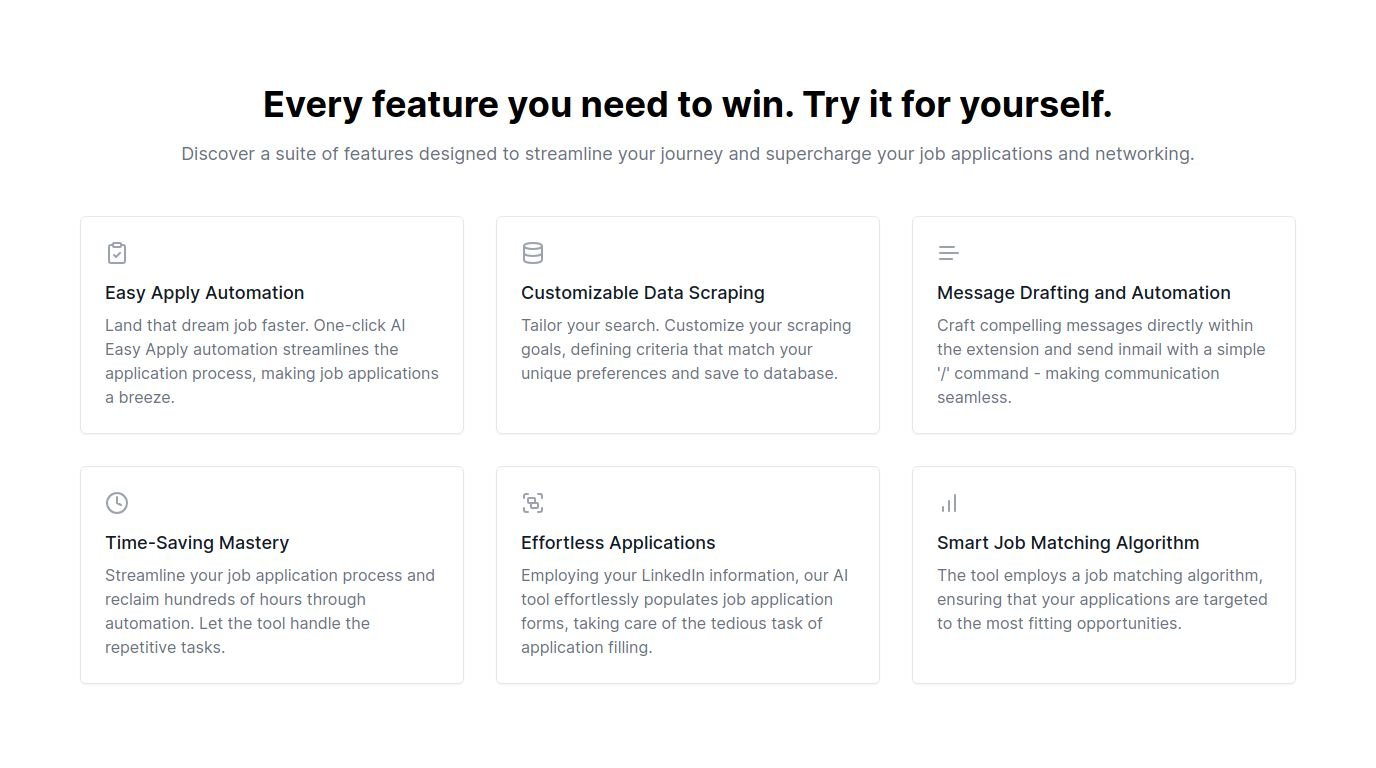 Every feature you need to win. Try it for yourself.
Discover a suite of features designed to streamline your journey and supercharge your job applications and networking.
Easy Apply Automation
Land that dream job faster. One-click AI
Easy Apply automation streamlines the
application process, making job applications
a breeze.
Customizable Data Scraping
Tailor your search. Customize your scraping
goals, defining criteria that match your
unique preferences and save to database.
Message Drafting and Automation
Craft compelling messages directly within
the extension and send inmail with a simple
'/' command - making communication
seamless.
Time-Saving Mastery
Streamline your job application process and
reclaim hundreds of hours through
automation. Let the tool handle the
repetitive tasks.
Effortless Applications
Employing your LinkedIn information, our AI
tool effortlessly populates job application
forms, taking care of the tedious task of
application filling.
Smart Job Matching Algorithm
The tool employs a job matching algorithm,
ensuring that your applications are targeted
to the most fitting opportunities.